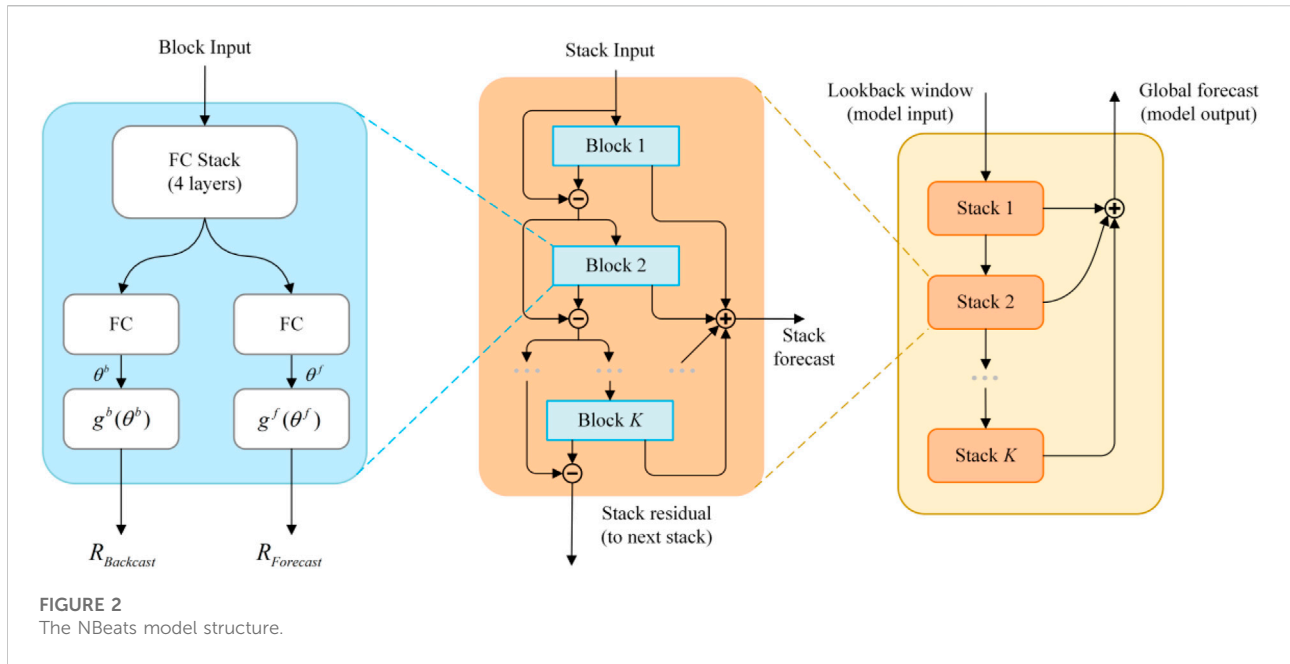 Block Input
FC Stack
(4 layers)
FC
FC
θ^b
θ^f
g^b(θ^b)
g^f(θ^f)
R_Backcast
R_Forecast
Stack Input
Block 1
−
Block 2
−
+
Stack
forecast
...
...
...
Block K
−
Stack residual
(to next stack)
Lookback window
(model input)
Global forecast
(model output)
Stack 1
+
Stack 2
...
Stack K
FIGURE 2
The NBeats model structure.